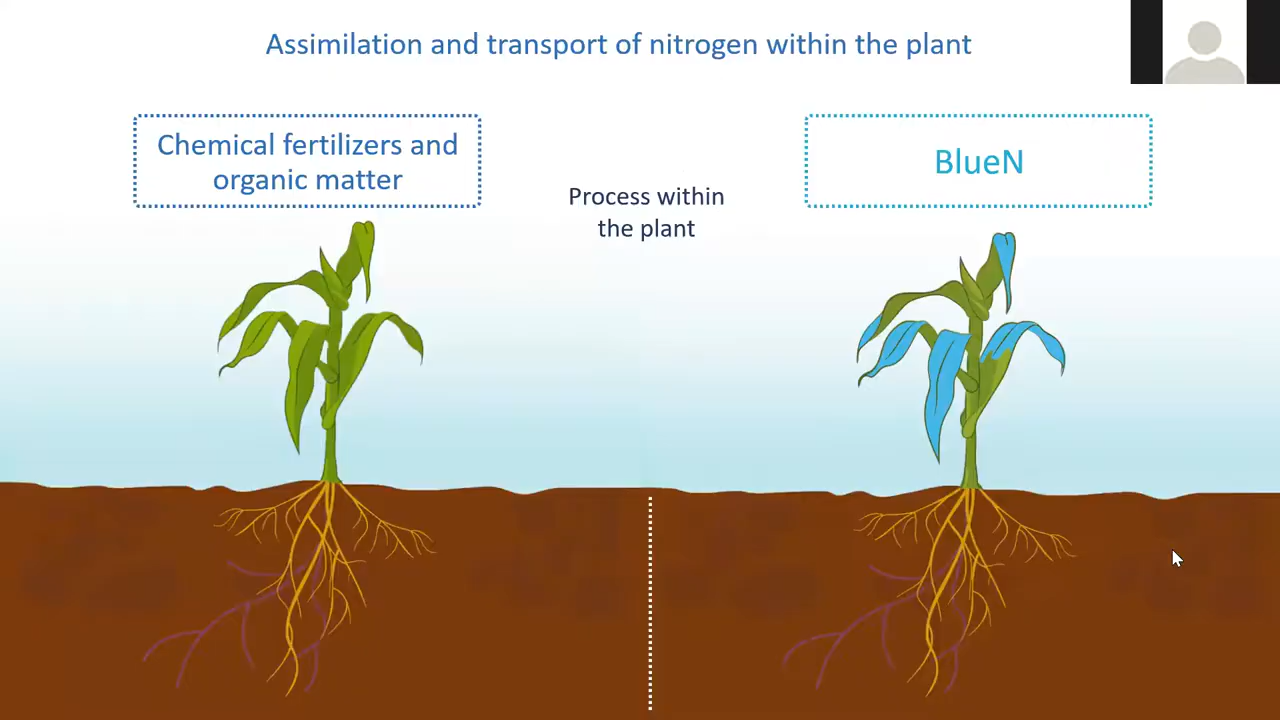 Assimilation and transport of nitrogen within the plant
Chemical fertilizers and
organic matter
Process within
the plant
BlueN